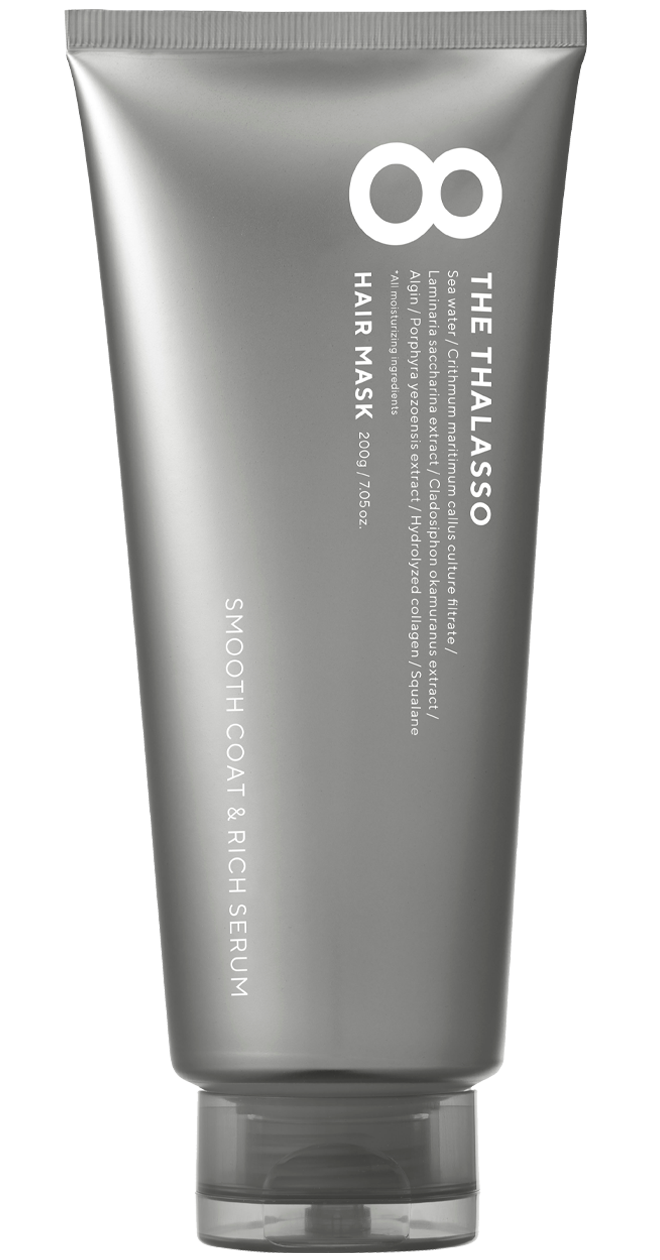 8
THE THALASSO
Sea water / Crithmum maritimum callus culture filtrate /
Laminaria saccharina extract / Cladosiphon okamuranus extract /
Algin / Porphyra yezoensis extract / Hydrolyzed collagen / Squalane
*All moisturizing ingredients
HAIR MASK 200g / 7.05oz.
SMOOTH COAT & RICH SERUM